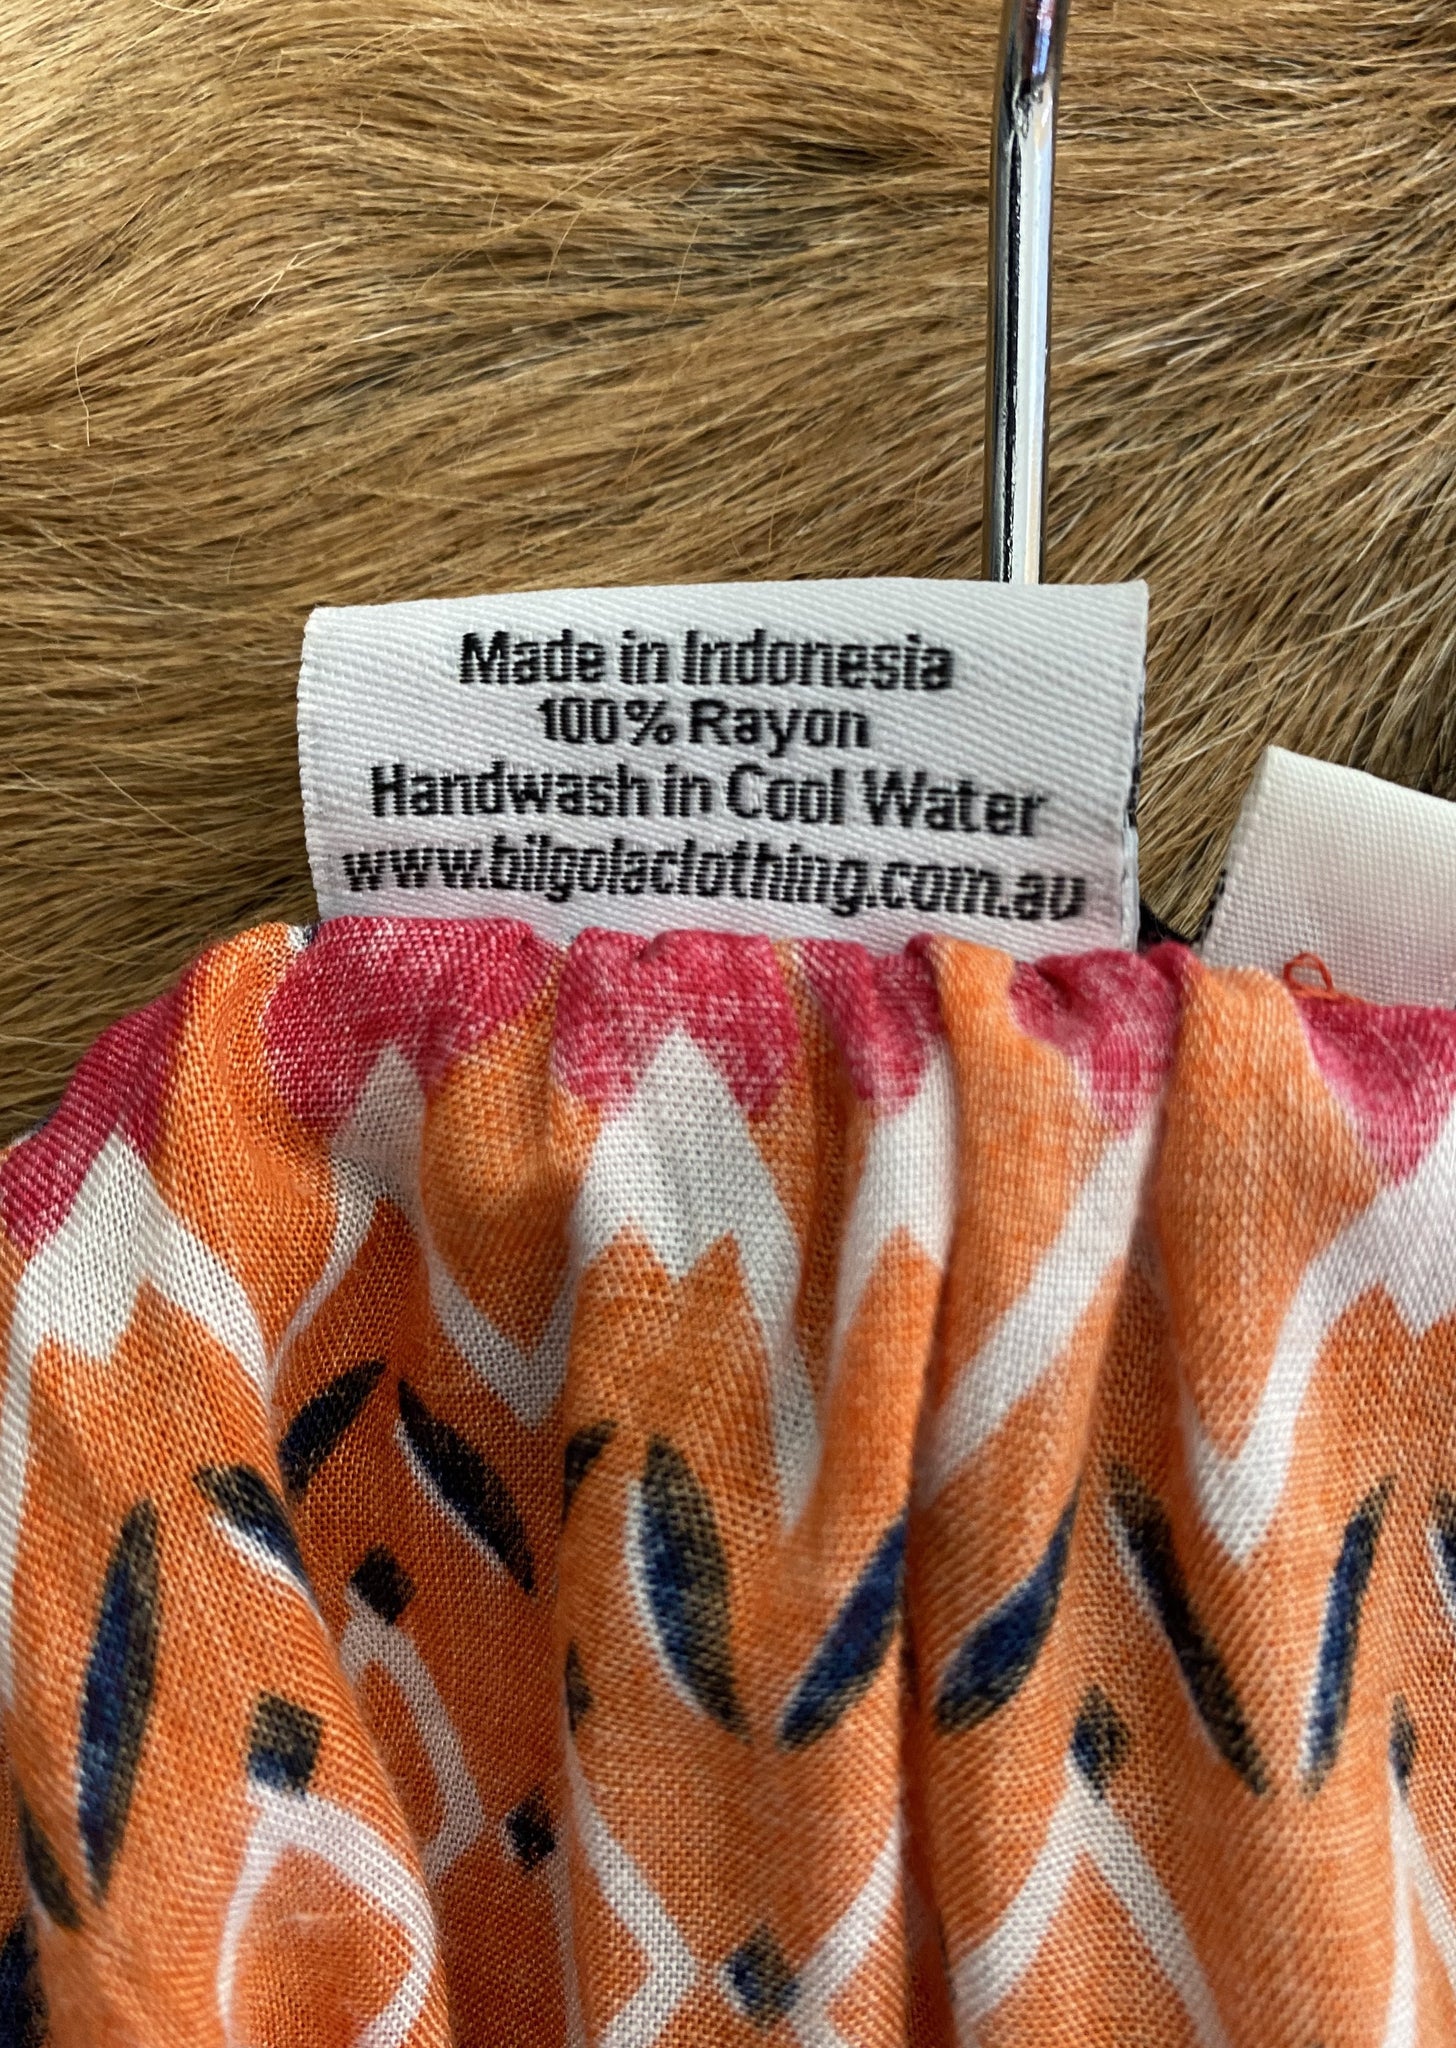 Made in Indonesia
100% Rayon
Handwash in Cool Water
www.bilgolaclothing.com.au